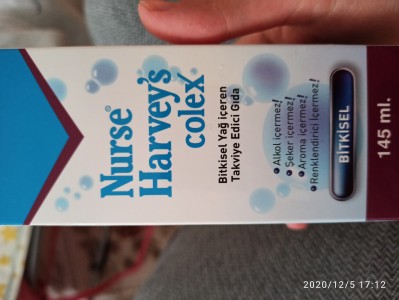 Nurse®
Harvey's
colex
Bitkisel Yağ içeren
Takviye Edici Gıda
• Alkol içermez!
• Şeker içermez!
• Aroma içermez!
• Renklendirici İçermez!
BİTKİSEL
145 ml.
2020/12/5 17:12